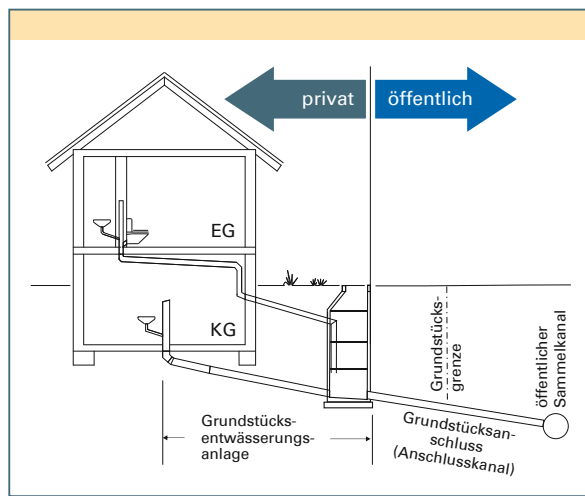 privat
öffentlich
EG
KG
Grundstücks-
grenze
öffentlicher
Sammelkanal
Grundstücks-
entwässerungs-
anlage
Grundstücksan-
schluss
(Anschlusskanal)